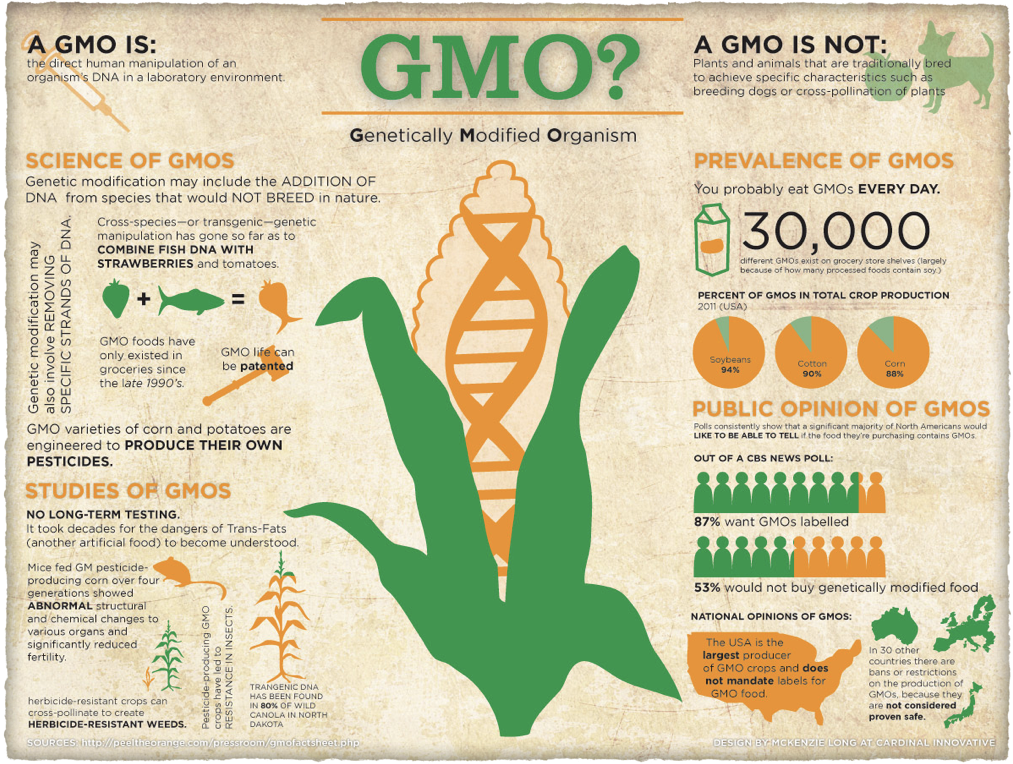 A GMO IS:
the direct human manipulation of an
organism's DNA in a laboratory environment.
GMO?
Genetically Modified Organism
A GMO IS NOT:
Plants and animals that are traditionally bred
to achieve specific characteristics such as
breeding dogs or cross-pollination of plants
SCIENCE OF GMOS
Genetic modification may include the ADDITION OF
DNA from species that would NOT BREED in nature.
Genetic modification may
also involve REMOVING
SPECIFIC STRANDS OF DNA.
Cross-species—or transgenic—genetic
manipulation has gone so far as to
COMBINE FISH DNA WITH
STRAWBERRIES and tomatoes.
+ =
GMO foods have
only existed in
groceries since
the late 1990's.
GMO life can
be patented
GMO varieties of corn and potatoes are
engineered to PRODUCE THEIR OWN
PESTICIDES.
STUDIES OF GMOS
NO LONG-TERM TESTING.
It took decades for the dangers of Trans-Fats
(another artificial food) to become understood.
Mice fed GM pesticide-
producing corn over four
generations showed
ABNORMAL structural
and chemical changes to
various organs and
significantly reduced
fertility.
herbicide-resistant crops can
cross-pollinate to create
HERBICIDE-RESISTANT WEEDS.
Pesticide-producing GMO
crops have led to
RESISTANCE IN INSECTS.
TRANGENIC DNA
HAS BEEN FOUND
IN 80% OF WILD
CANOLA IN NORTH
DAKOTA
PREVALENCE OF GMOS
You probably eat GMOs EVERY DAY.
30,000
different GMOs exist on grocery store shelves (largely
because of how many processed foods contain soy.)
PERCENT OF GMOS IN TOTAL CROP PRODUCTION
2011 (USA)
Soybeans
94%
Cotton
90%
Corn
88%
PUBLIC OPINION OF GMOS
Polls consistently show that a significant majority of North Americans would
LIKE TO BE ABLE TO TELL if the food they're purchasing contains GMOs.
OUT OF A CBS NEWS POLL:
87% want GMOs labelled
53% would not buy genetically modified food
NATIONAL OPINIONS OF GMOS:
The USA is the
largest producer
of GMO crops and does
not mandate labels for
GMO food.
In 30 other
countries there are
bans or restrictions
on the production of
GMOs, because they
are not considered
proven safe.
SOURCES: http://peeltheorange.com/pressroom/gmofactsheet.php
DESIGN BY MCKENZIE LONG AT CARDINAL INNOVATIVE